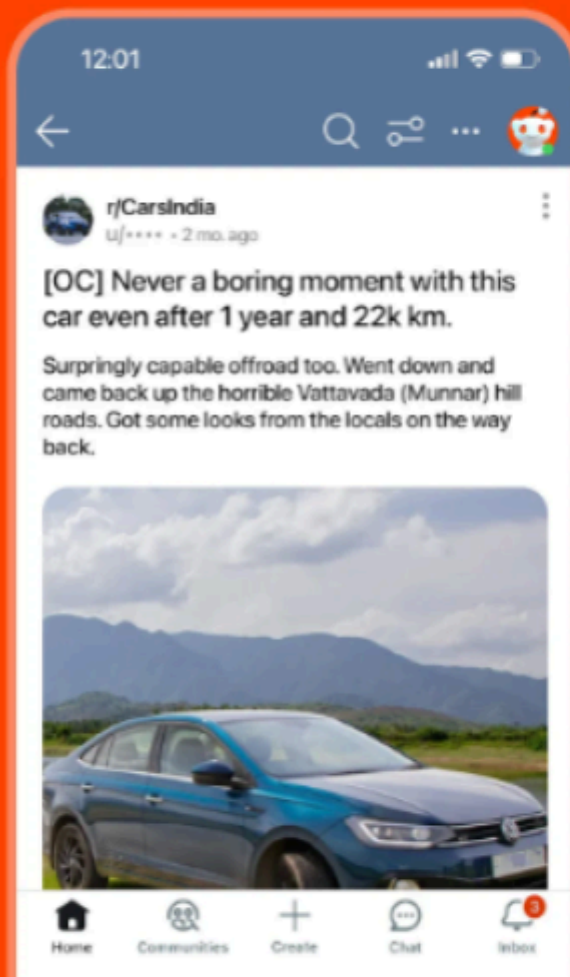 12:01
r/CarsIndia
u/•••• • 2 mo. ago
[OC] Never a boring moment with this
car even after 1 year and 22k km.
Surpringly capable offroad too. Went down and
came back up the horrible Vattavada (Munnar) hill
roads. Got some looks from the locals on the way
back.
Home
Communities
Create
Chat
3
Inbox